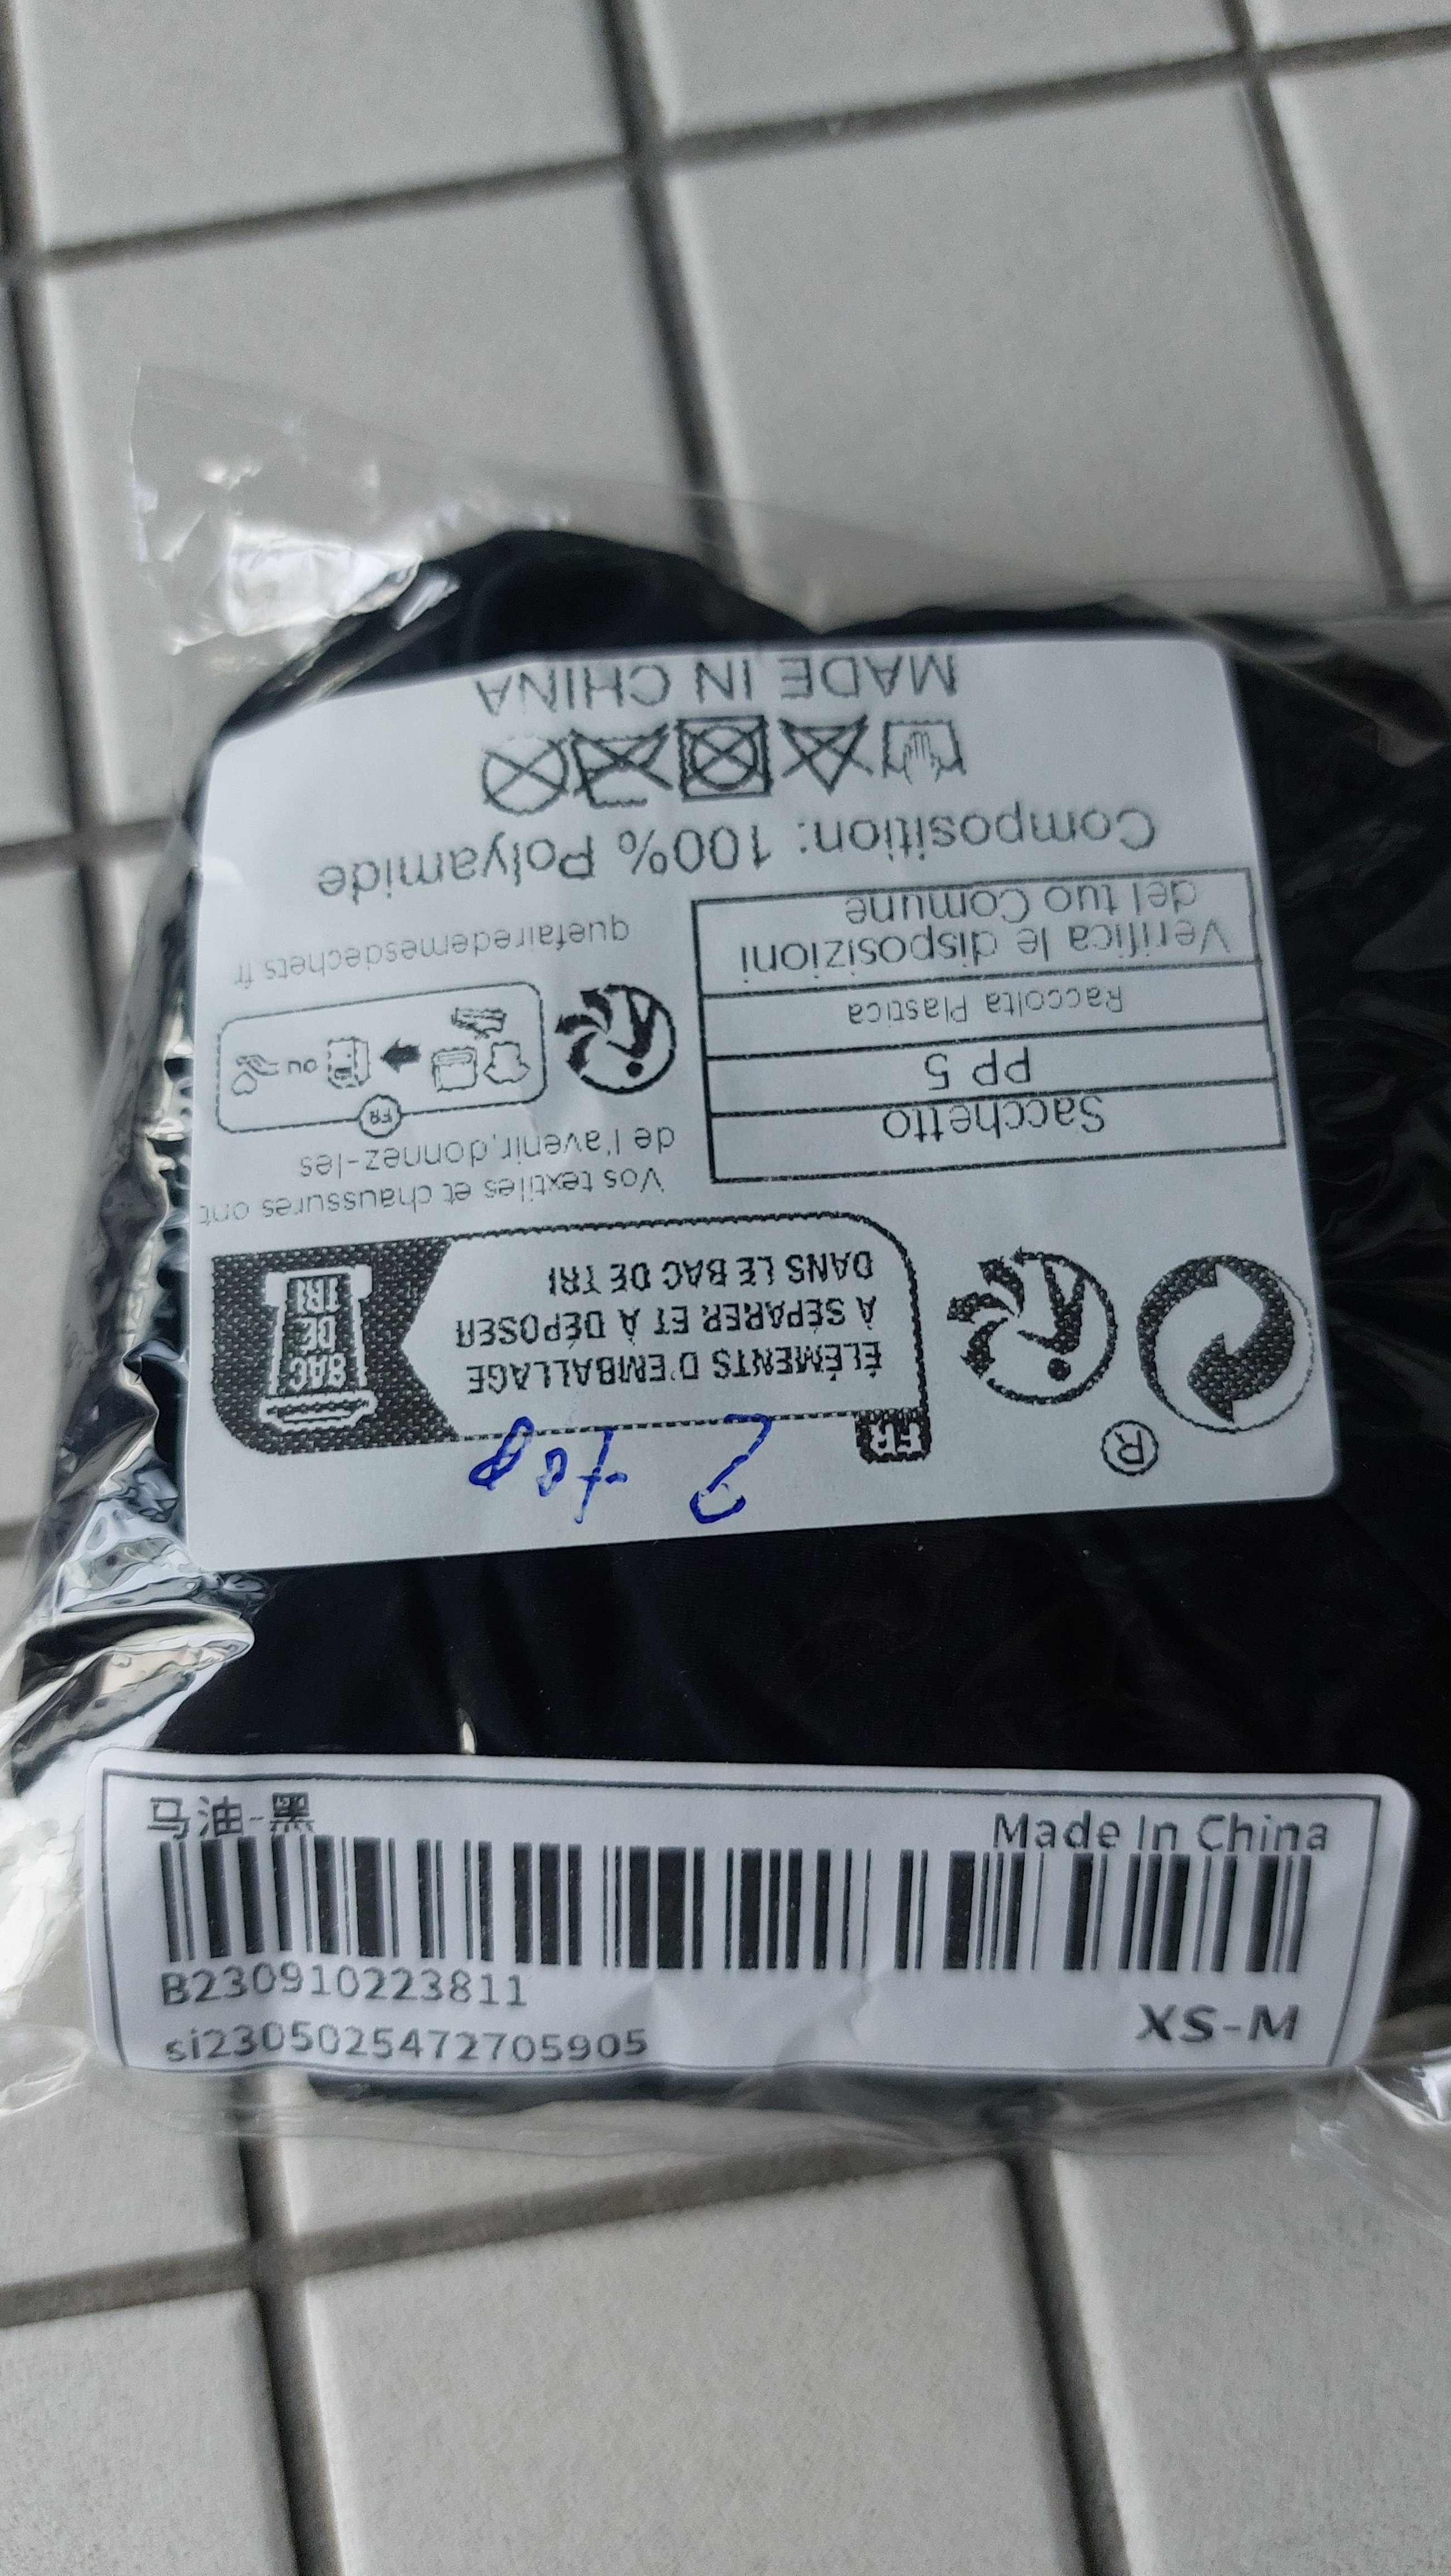 MADE IN CHINA
Composition: 100% Polyamide
Verifica le disposizioni
del tuo Comune
Raccolta Plastica
PP 5
Sacchetto
quefairedemesdechets.fr
ou
FR
Vos textiles et chaussures ont
de l'avenir,donnez-les
FR
ÉLÉMENTS D'EMBALLAGE
À SÉPARER ET À DÉPOSER
DANS LE BAC DE TRI
BAC
DE
TRI
R
马油-黑
Made In China
B230910223811
si2305025472705905
XS-M